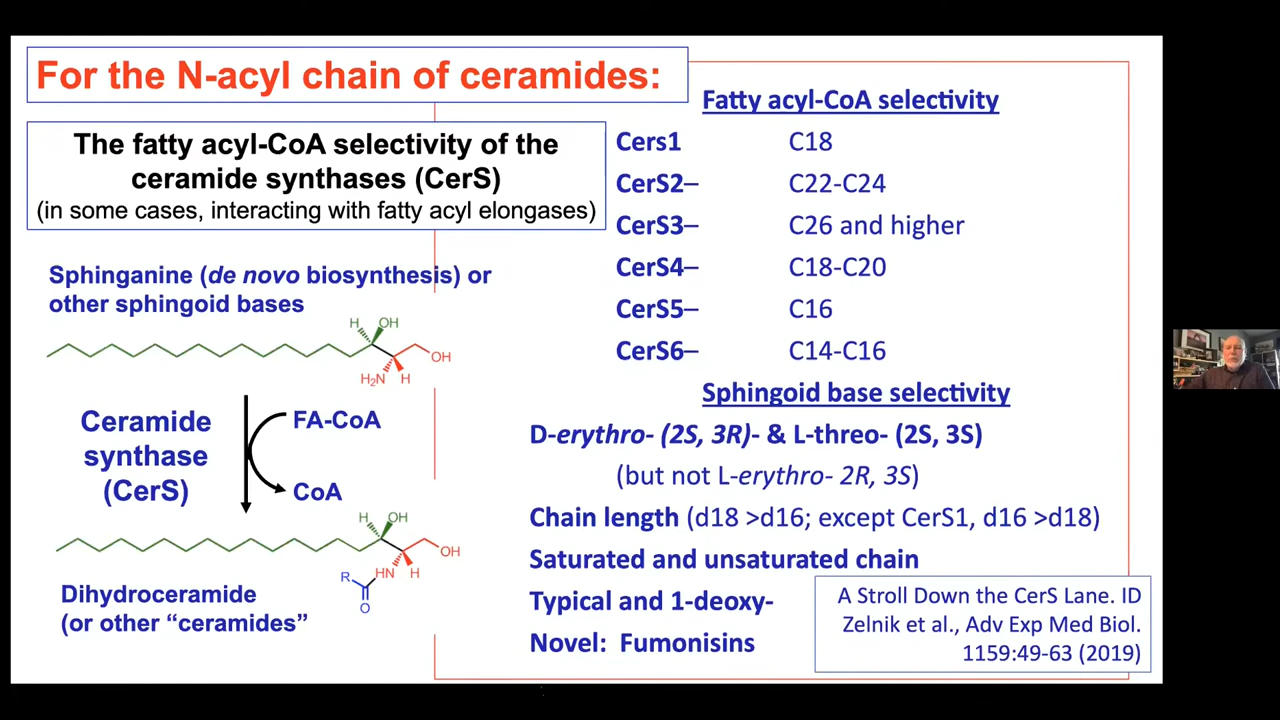 For the N-acyl chain of ceramides:
The fatty acyl-CoA selectivity of the
ceramide synthases (CerS)
(in some cases, interacting with fatty acyl elongases)
Sphinganine (de novo biosynthesis) or
other sphingoid bases
H
OH
OH
H₂N
H
Ceramide
synthase
(CerS)
FA-CoA
CoA
H
OH
OH
R
HN
H
O
Dihydroceramide
(or other “ceramides”
Fatty acyl-CoA selectivity
Cers1 C18
CerS2– C22-C24
CerS3– C26 and higher
CerS4– C18-C20
CerS5– C16
CerS6– C14-C16
Sphingoid base selectivity
D-erythro- (2S, 3R)- & L-threo- (2S, 3S)
(but not L-erythro- 2R, 3S)
Chain length (d18 >d16; except CerS1, d16 >d18)
Saturated and unsaturated chain
Typical and 1-deoxy-
Novel: Fumonisins
A Stroll Down the CerS Lane. ID
Zelnik et al., Adv Exp Med Biol.
1159:49-63 (2019)